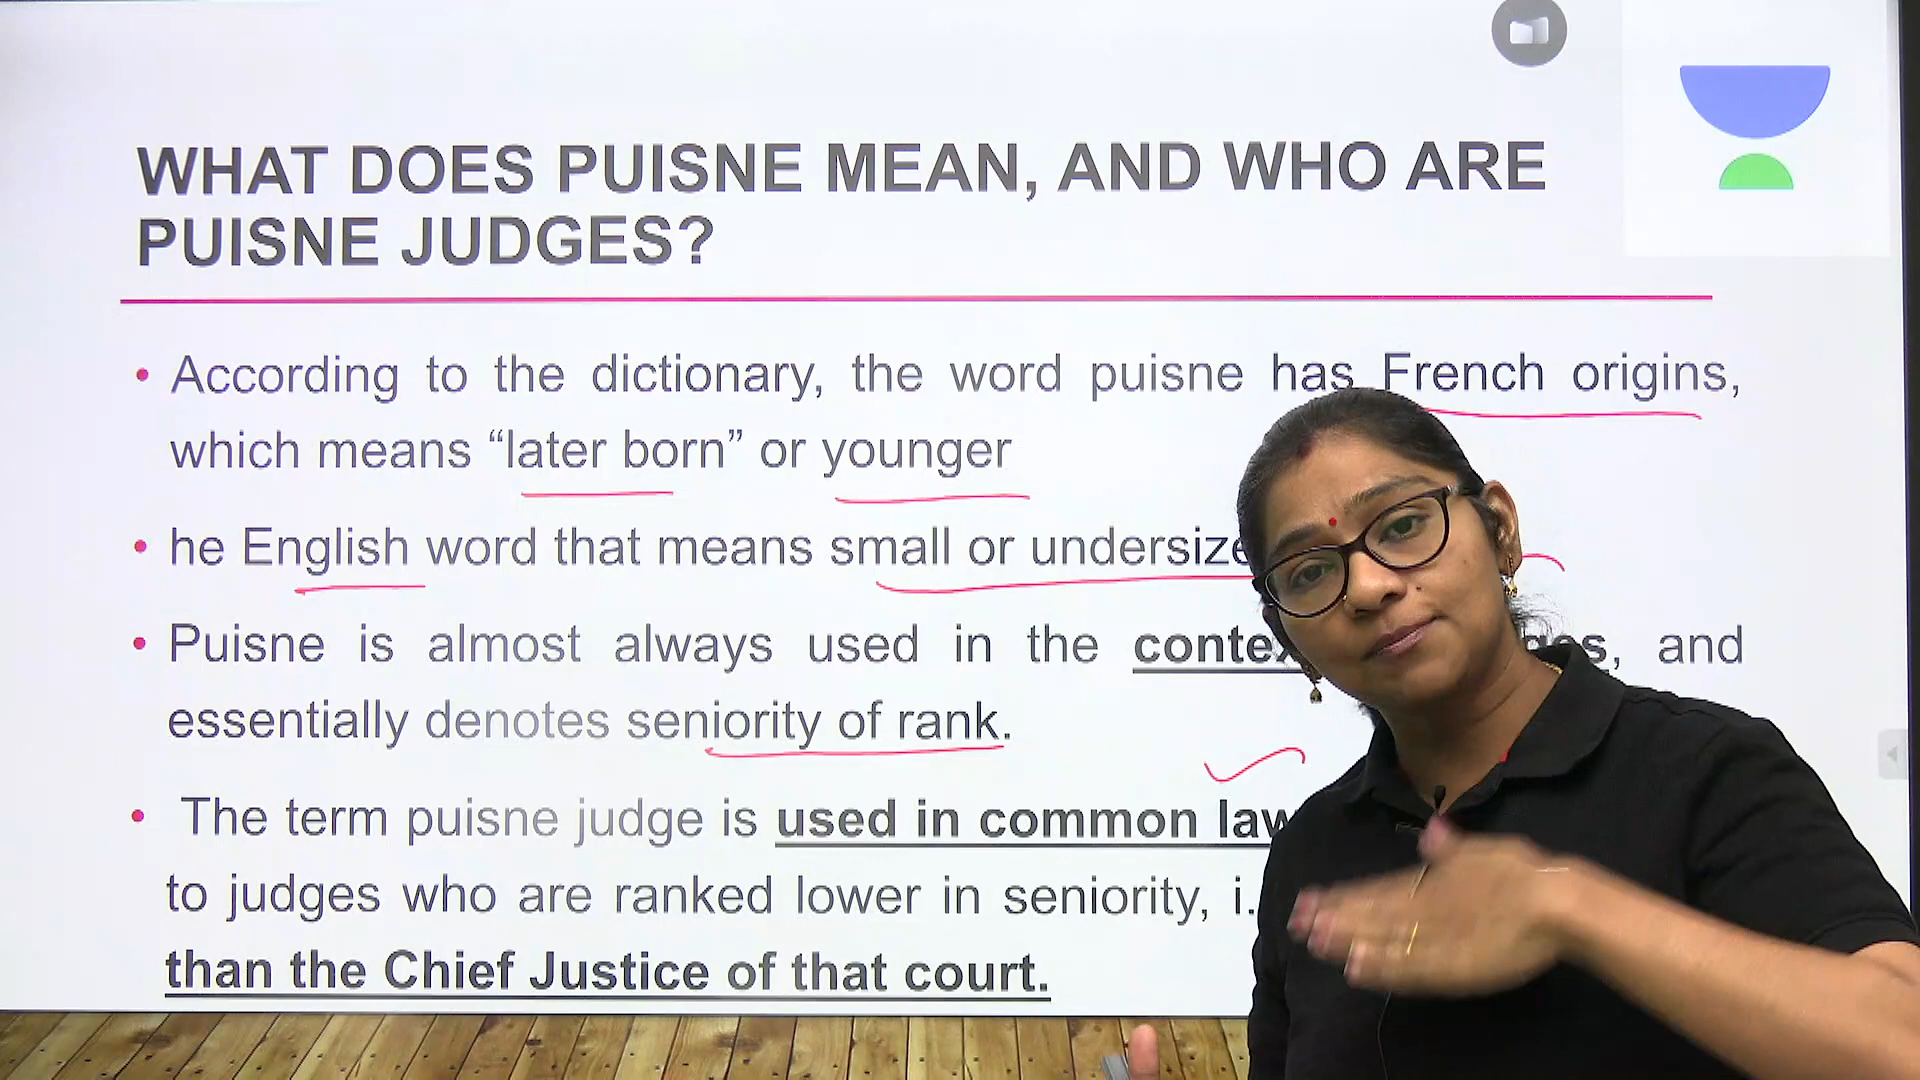 WHAT DOES PUISNE MEAN, AND WHO ARE
PUISNE JUDGES?
• According to the dictionary, the word puisne has French origins,
which means “later born” or younger
• he English word that means small or undersize
• Puisne is almost always used in the , and
essentially denotes seniority of rank.
• The term puisne judge is used in common law
to judges who are ranked lower in seniority, i.
than the Chief Justice of that court.